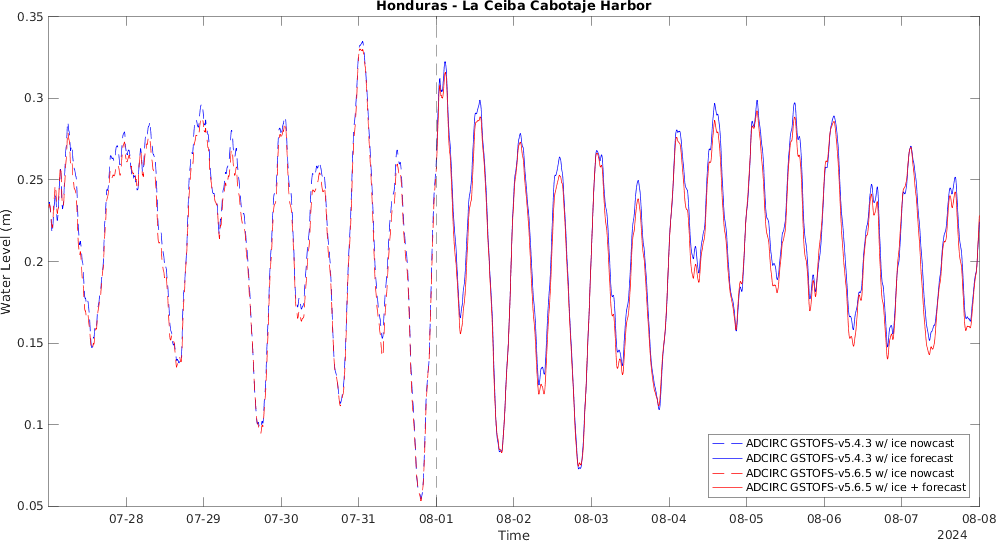 Honduras - La Ceiba Cabotaje Harbor
0.35
0.3
0.25
0.2
0.15
0.1
0.05
Water Level (m)
ADCIRC GSTOFS-v5.4.3 w/ ice nowcast
ADCIRC GSTOFS-v5.4.3 w/ ice forecast
ADCIRC GSTOFS-v5.6.5 w/ ice nowcast
ADCIRC GSTOFS-v5.6.5 w/ ice + forecast
07-28 07-29 07-30 07-31 08-01 08-02 08-03 08-04 08-05 08-06 08-07 08-08
Time
2024